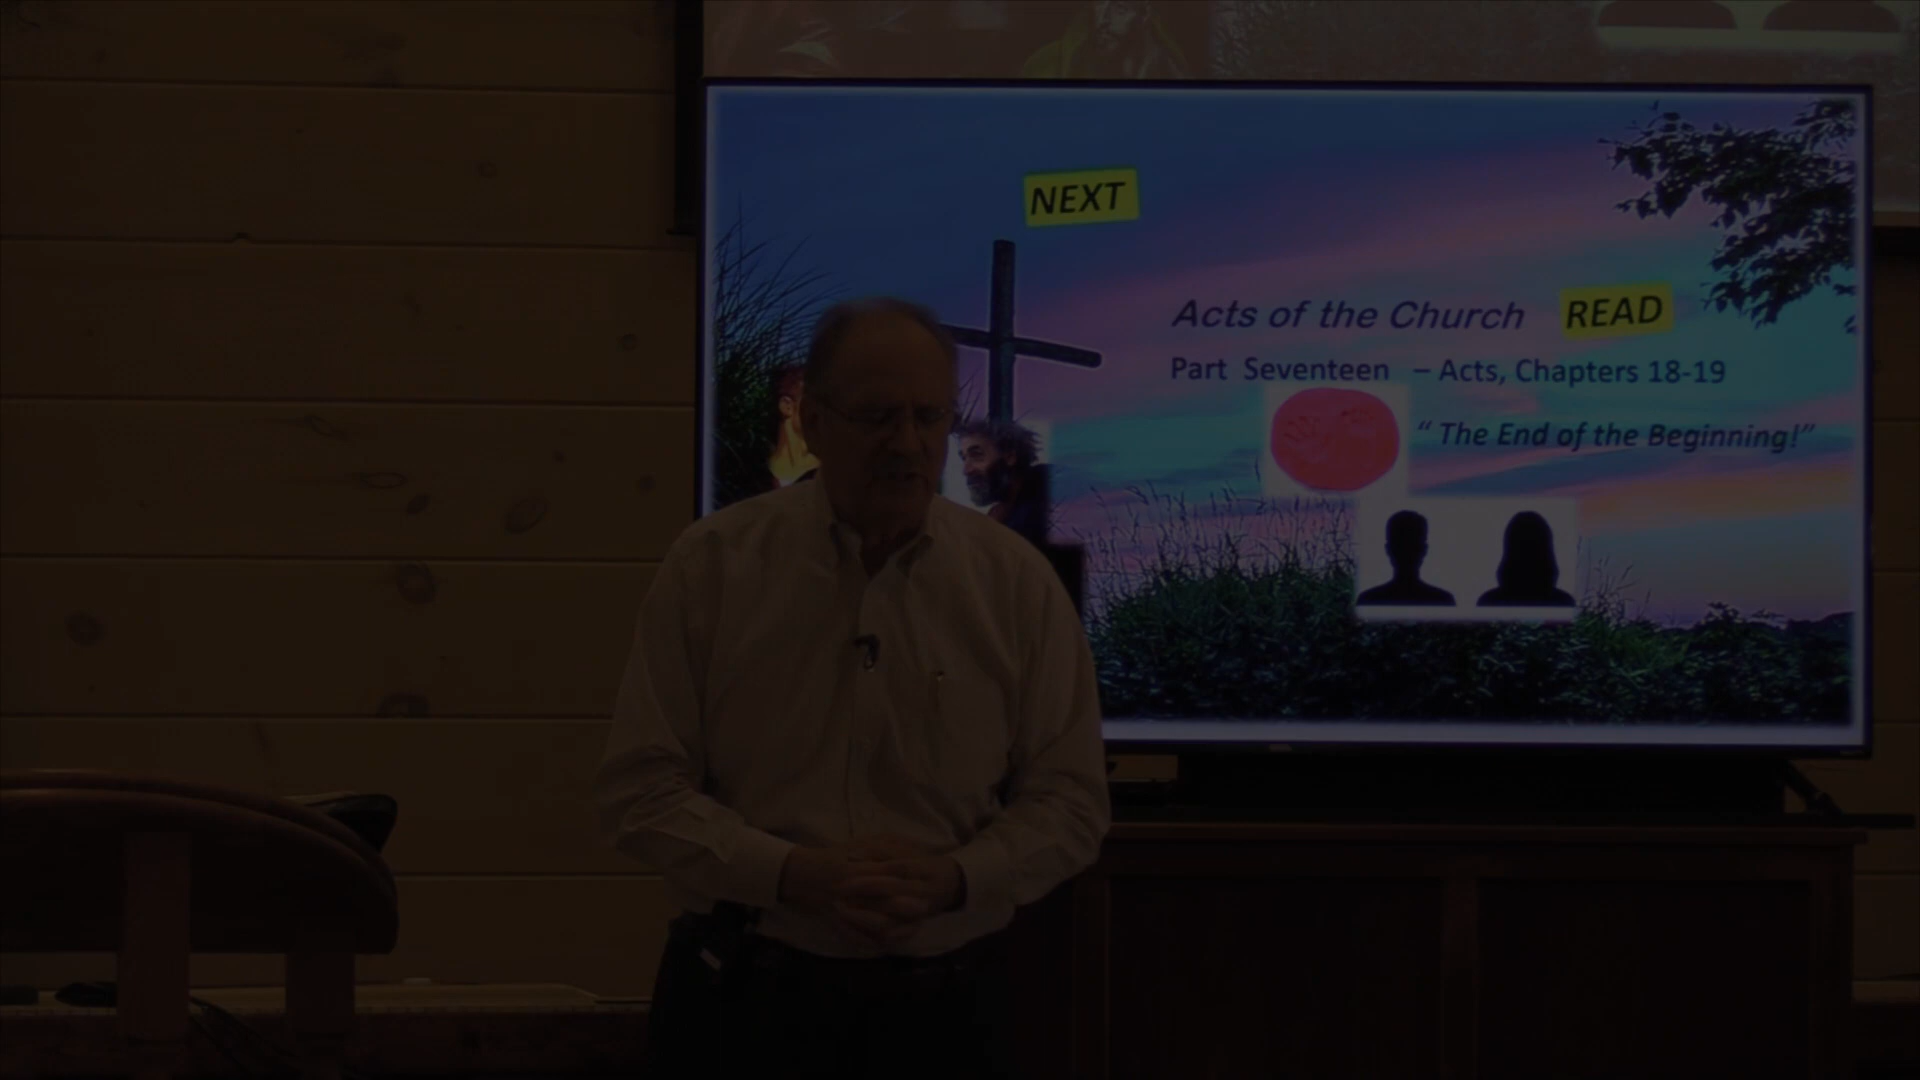 NEXT
Acts of the Church READ
Part Seventeen – Acts, Chapters 18-19
“ The End of the Beginning!”